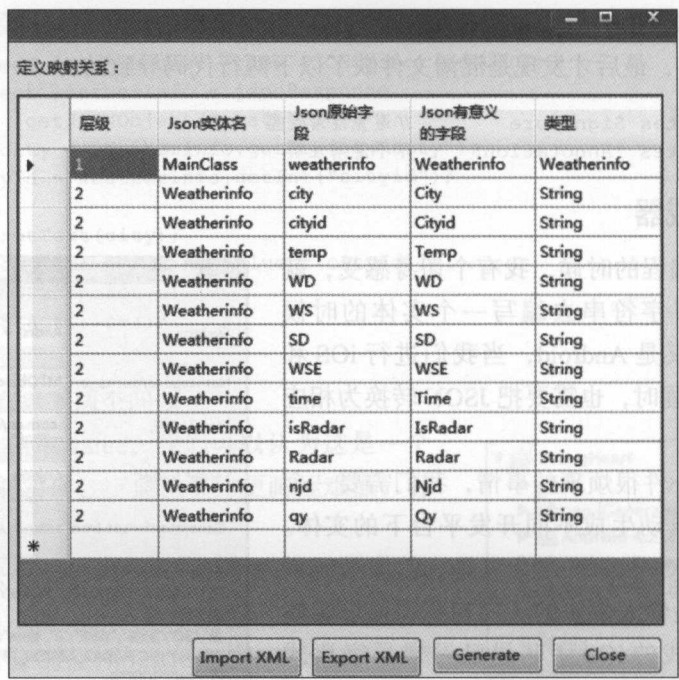 定义映射关系：
层级 Json实体名 Json原始字段 Json有意义的字段 类型
1 MainClass weatherinfo Weatherinfo Weatherinfo
2 Weatherinfo city City String
2 Weatherinfo cityid Cityid String
2 Weatherinfo temp Temp String
2 Weatherinfo WD WD String
2 Weatherinfo WS WS String
2 Weatherinfo SD SD String
2 Weatherinfo WSE WSE String
2 Weatherinfo time Time String
2 Weatherinfo isRadar IsRadar String
2 Weatherinfo Radar Radar String
2 Weatherinfo njd Njd String
2 Weatherinfo qy Qy String
Import XML Export XML Generate Close